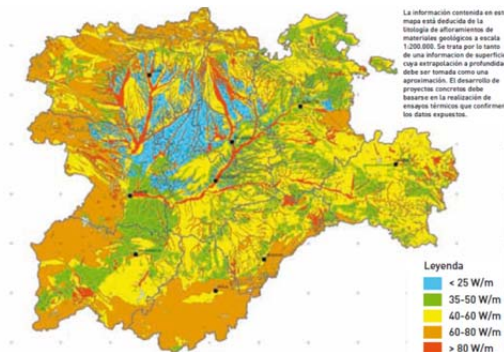 La información contenida en este
mapa está deducida de la
litología de afloramientos de
materiales geológicos a escala
1:200.000. Se trata por lo tanto
de una información de superficie
cuya extrapolación a profundidad
debe ser tomada como una
aproximación. El desarrollo de
proyectos concretos debe
basarse en la realización de
ensayos térmicos que confirmen
los datos expuestos.
Leyenda
< 25 W/m
35-50 W/m
40-60 W/m
60-80 W/m
> 80 W/m